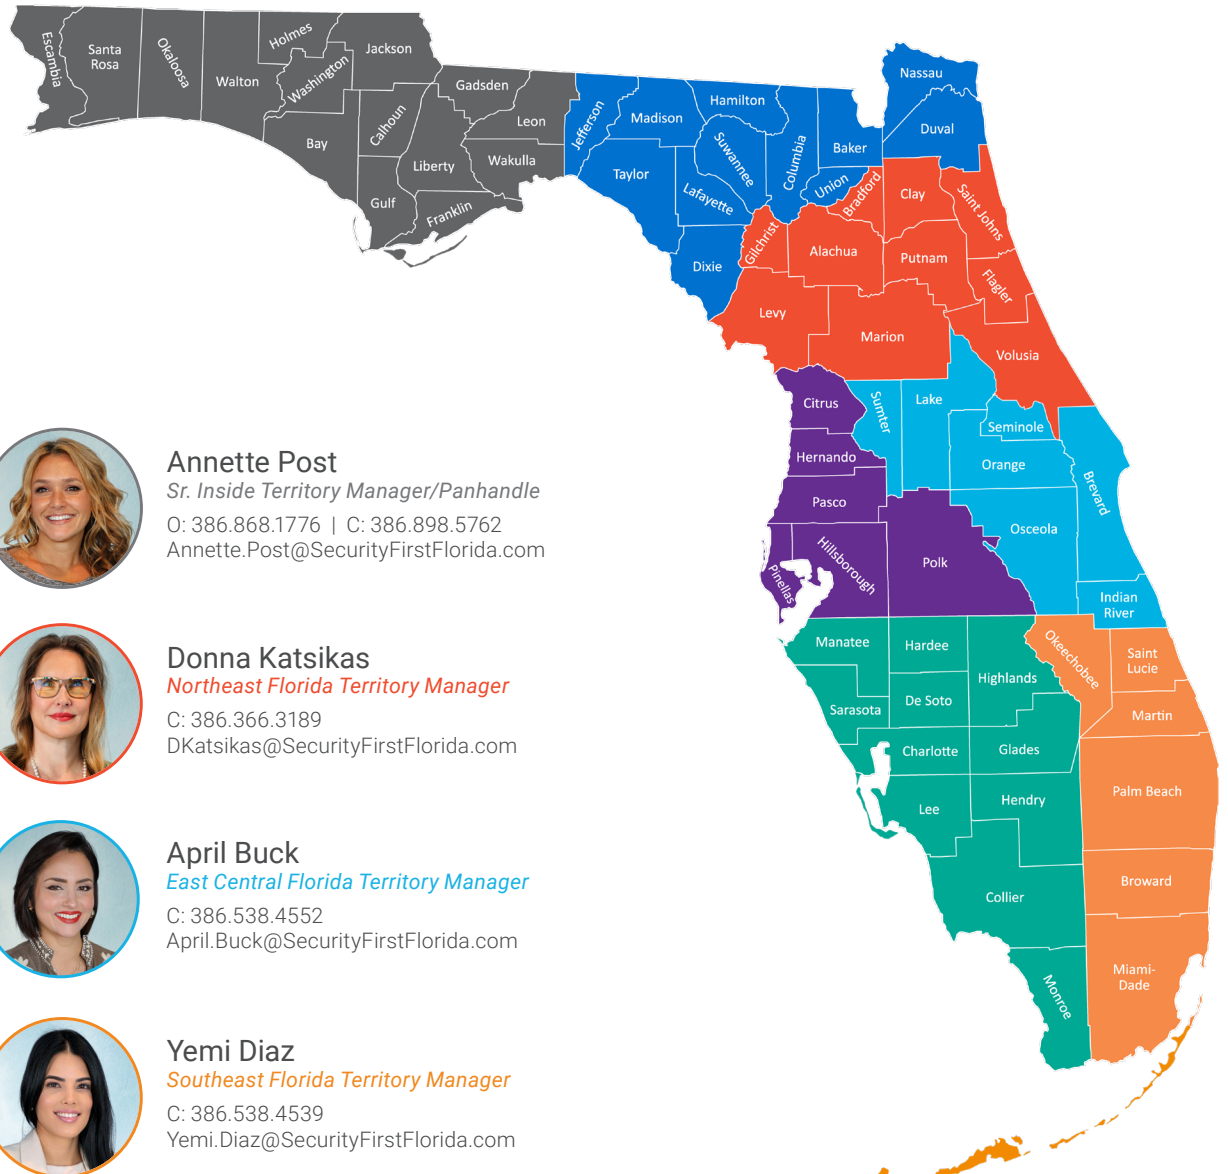 Escambia
Santa
Rosa
Okaloosa
Walton
Holmes
Washington
Jackson
Bay
Calhoun
Gulf
Liberty
Franklin
Gadsden
Leon
Wakulla
Jefferson
Madison
Taylor
Hamilton
Suwannee
Lafayette
Dixie
Columbia
Baker
Union
Nassau
Duval
Bradford
Clay
Saint Johns
Gilchrist
Alachua
Putnam
Flagler
Levy
Marion
Volusia
Citrus
Sumter
Lake
Seminole
Hernando
Orange
Brevard
Pasco
Osceola
Pinellas
Hillsborough
Polk
Indian
River
Manatee
Hardee
Highlands
Okeechobee
Saint
Lucie
Sarasota
De Soto
Martin
Charlotte
Glades
Lee
Hendry
Palm Beach
Collier
Broward
Monroe
Miami-
Dade
Annette Post
Sr. Inside Territory Manager/Panhandle
O: 386.868.1776 | C: 386.898.5762
Annette.Post@SecurityFirstFlorida.com
Donna Katsikas
Northeast Florida Territory Manager
C: 386.366.3189
DKatsikas@SecurityFirstFlorida.com
April Buck
East Central Florida Territory Manager
C: 386.538.4552
April.Buck@SecurityFirstFlorida.com
Yemi Diaz
Southeast Florida Territory Manager
C: 386.538.4539
Yemi.Diaz@SecurityFirstFlorida.com